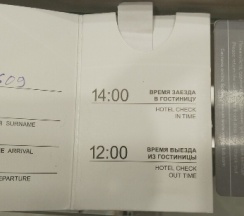 609
SURNAME
ARRIVAL
14:00
ВРЕМЯ ЗАЕЗДА
В ГОСТИНИЦУ
HOTEL CHECK
IN TIME
12:00
ВРЕМЯ ВЫЕЗДА
ИЗ ГОСТИНИЦЫ
HOTEL CHECK
OUT TIME